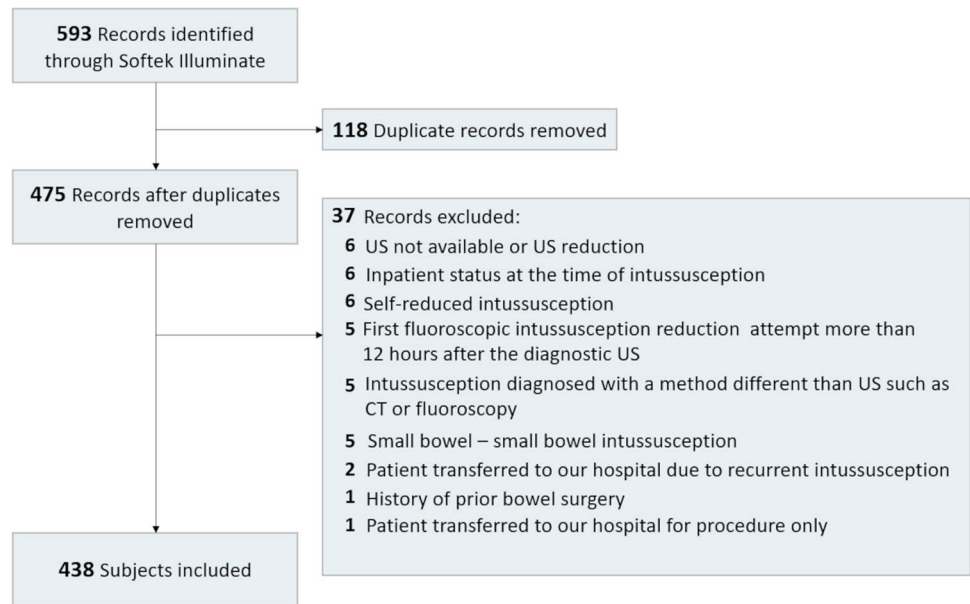 593 Records identified
through Softek Illuminate
118 Duplicate records removed
475 Records after duplicates
removed
37 Records excluded:
6 US not available or US reduction
6 Inpatient status at the time of intussusception
6 Self-reduced intussusception
5 First fluoroscopic intussusception reduction attempt more than
12 hours after the diagnostic US
5 Intussusception diagnosed with a method different than US such as
CT or fluoroscopy
5 Small bowel – small bowel intussusception
2 Patient transferred to our hospital due to recurrent intussusception
1 History of prior bowel surgery
1 Patient transferred to our hospital for procedure only
438 Subjects included